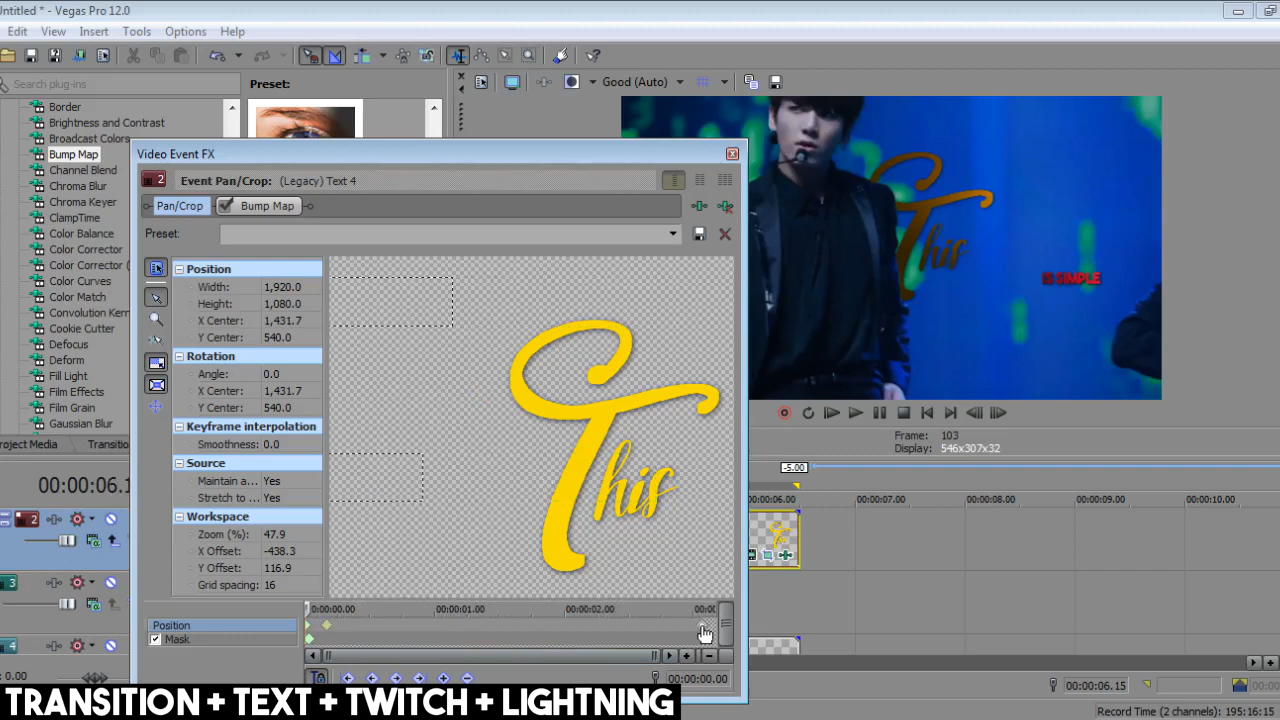 Untitled * - Vegas Pro 12.0
Edit View Insert Tools Options Help
Search plug-ins
Preset:
Good (Auto)
Border
Brightness and Contrast
Broadcast Colors
Bump Map
Channel Blend
Chroma Blur
Chroma Keyer
ClampTime
Color Balance
Color Corrector
Color Corrector (
Color Curves
Color Match
Convolution Kern
Cookie Cutter
Defocus
Deform
Fill Light
Film Effects
Film Grain
Gaussian Blur
Project Media
Transitio
Video Event FX
2
Event Pan/Crop: (Legacy) Text 4
Pan/Crop
Bump Map
Preset:
Position
Width: 1,920.0
Height: 1,080.0
X Center: 1,431.7
Y Center: 540.0
Rotation
Angle: 0.0
X Center: 1,431.7
Y Center: 540.0
Keyframe interpolation
Smoothness: 0.0
Source
Maintain a... Yes
Stretch to ... Yes
Workspace
Zoom (%): 47.9
X Offset: -438.3
Y Offset: 116.9
Grid spacing: 16
This
0:00:00.00 00:00:01.00 00:00:02.00 00:00
Position
Mask
00:00:00.00
This
IS SIMPLE
Frame: 103
Display: 546x307x32
-5.00
00:00:06.1
2
3
4
0.00
:00:06.00 00:00:07.00 00:00:08.00 00:00:09.00 00:00:10.00
00:00:06.15
Record Time (2 channels): 195:16:15
TRANSITION + TEXT + TWITCH + LIGHTNING